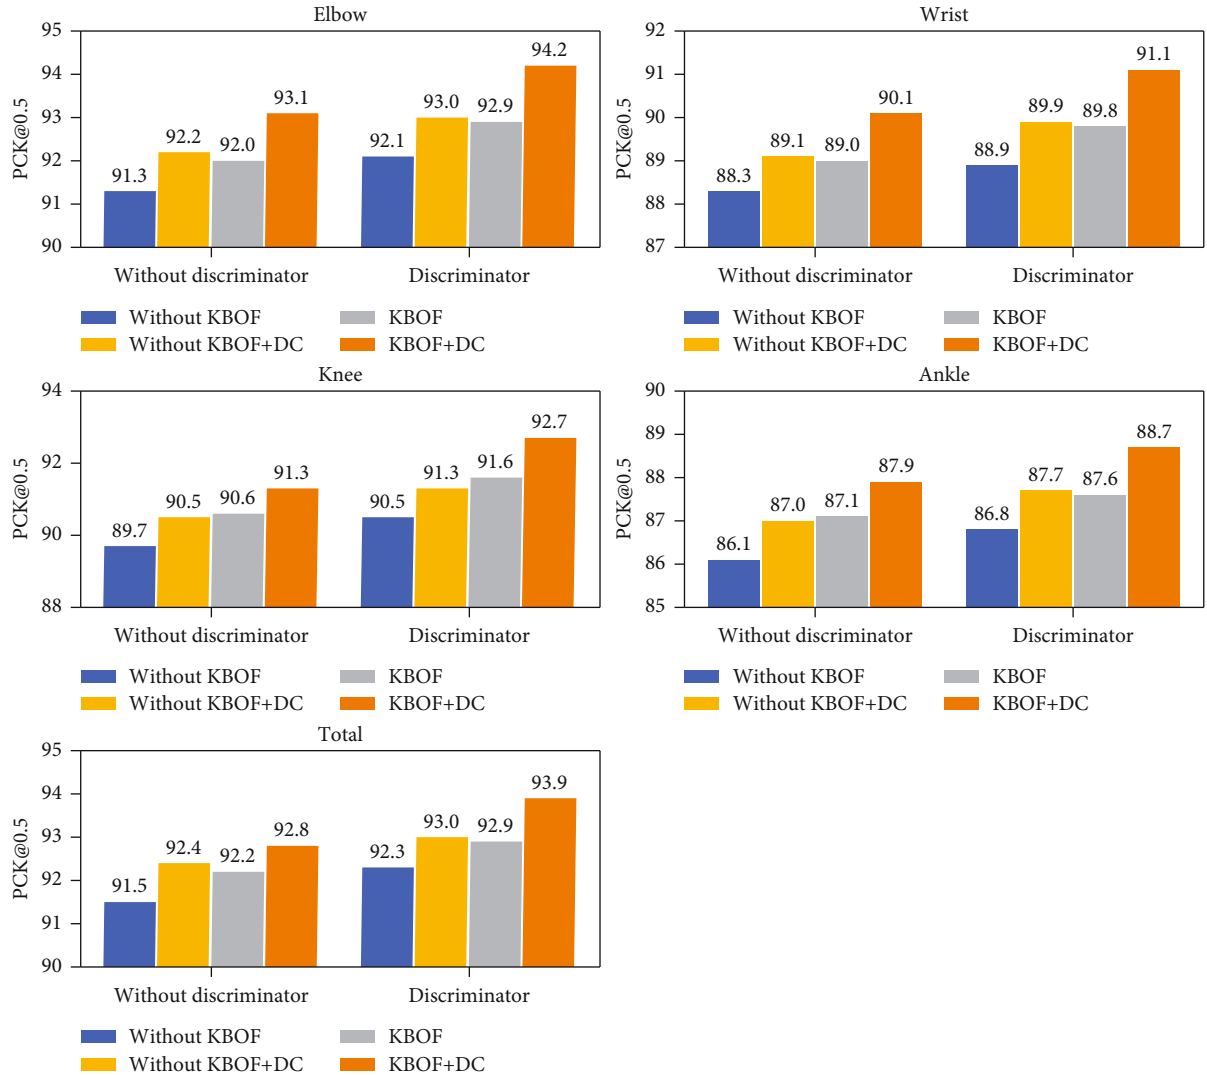 Elbow
PCK@0.5
95
94
93
92
91
90
91.3
92.2
92.0
93.1
92.1
93.0
92.9
94.2
Without discriminator
Discriminator
Without KBOF
KBOF
Without KBOF+DC
KBOF+DC
Wrist
PCK@0.5
92
91
90
89
88
87
88.3
89.1
89.0
90.1
88.9
89.9
89.8
91.1
Without discriminator
Discriminator
Without KBOF
KBOF
Without KBOF+DC
KBOF+DC
Knee
PCK@0.5
94
92
90
88
89.7
90.5
90.6
91.3
90.5
91.3
91.6
92.7
Without discriminator
Discriminator
Without KBOF
KBOF
Without KBOF+DC
KBOF+DC
Ankle
PCK@0.5
90
89
88
87
86
85
86.1
87.0
87.1
87.9
86.8
87.7
87.6
88.7
Without discriminator
Discriminator
Without KBOF
KBOF
Without KBOF+DC
KBOF+DC
Total
PCK@0.5
95
94
93
92
91
90
91.5
92.4
92.2
92.8
92.3
93.0
92.9
93.9
Without discriminator
Discriminator
Without KBOF
KBOF
Without KBOF+DC
KBOF+DC